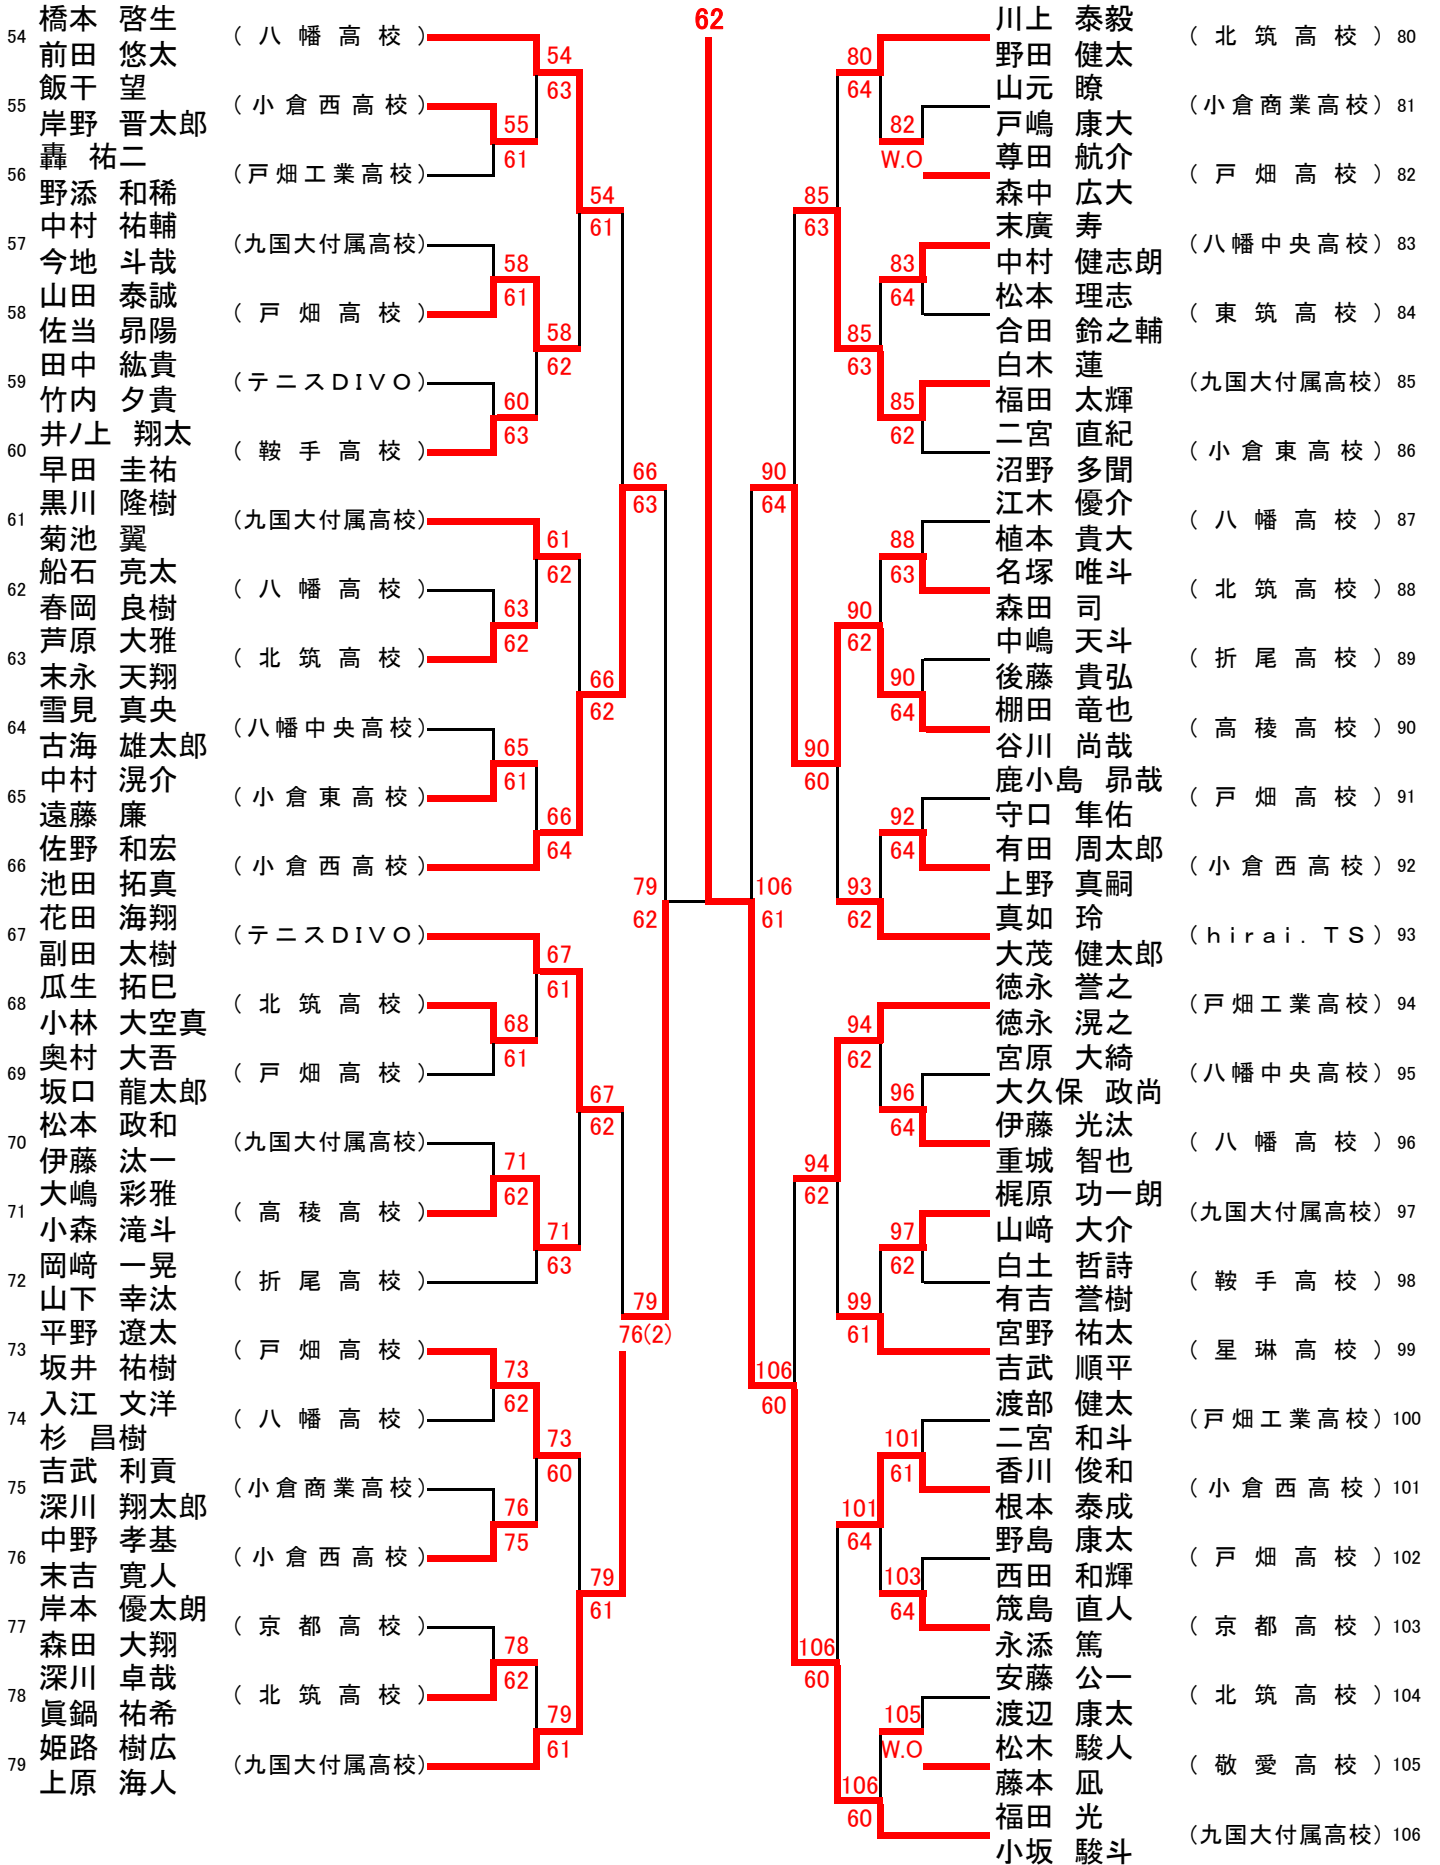 62
54 橋本 啓生 (八幡高校)
前田 悠太
55 飯干 望 (小倉西高校)
岸野 晋太郎
56 轟 祐二 (戸畑工業高校)
野添 和稀
57 中村 祐輔 (九国大付属高校)
今地 斗哉
58 山田 泰誠 (戸畑高校)
佐当 昴陽
59 田中 紘貴 (テニスDIVO)
竹内 夕貴
60 井ノ上 翔太 (鞍手高校)
早田 圭祐
61 黒川 隆樹 (九国大付属高校)
菊池 翼
62 船石 亮太 (八幡高校)
春岡 良樹
63 芦原 大雅 (北筑高校)
末永 天翔
64 雪見 真央 (八幡中央高校)
古海 雄太郎
65 中村 滉介 (小倉東高校)
遠藤 廉
66 佐野 和宏 (小倉西高校)
池田 拓真
67 花田 海翔 (テニスDIVO)
副田 太樹
68 瓜生 拓巳 (北筑高校)
小林 大空真
69 奥村 大吾 (戸畑高校)
坂口 龍太郎
70 松本 政和 (九国大付属高校)
伊藤 汰一
71 大嶋 彩雅 (高稜高校)
小森 滝斗
72 岡﨑 一晃 (折尾高校)
山下 幸汰
73 平野 遼太 (戸畑高校)
坂井 祐樹
74 入江 文洋 (八幡高校)
杉 昌樹
75 吉武 利貢 (小倉商業高校)
深川 翔太郎
76 中野 孝基 (小倉西高校)
末吉 寛人
77 岸本 優太朗 (京都高校)
森田 大翔
78 深川 卓哉 (北筑高校)
眞鍋 祐希
79 姫路 樹広 (九国大付属高校)
上原 海人
55
61
58
61
60
63
63
62
65
61
68
61
71
62
73
62
76
75
78
62
54
63
58
62
61
62
66
64
67
61
71
63
73
60
79
61
54
61
66
62
67
62
79
61
66
63
79
76(2)
79
62
106
61
90
64
106
60
85
63
90
60
94
62
106
60
80
64
85
63
90
62
93
62
94
62
99
61
101
64
106
60
82
W.O
83
64
85
62
88
63
90
64
92
64
96
64
97
62
101
61
103
64
105
W.O
川上 泰毅 (北筑高校) 80
野田 健太
山元 瞭 (小倉商業高校) 81
戸嶋 康大
尊田 航介 (戸畑高校) 82
森中 広大
末廣 寿 (八幡中央高校) 83
中村 健志朗
松本 理志 (東筑高校) 84
合田 鈴之輔
白木 蓮 (九国大付属高校) 85
福田 太輝
二宮 直紀 (小倉東高校) 86
沼野 多聞
江木 優介 (八幡高校) 87
植本 貴大
名塚 唯斗 (北筑高校) 88
森田 司
中嶋 天斗 (折尾高校) 89
後藤 貴弘
棚田 竜也 (高稜高校) 90
谷川 尚哉
鹿小島 昴哉 (戸畑高校) 91
守口 隼佑
有田 周太郎 (小倉西高校) 92
上野 真嗣
真如 玲 (hirai. TS) 93
大茂 健太郎
徳永 誉之 (戸畑工業高校) 94
徳永 滉之
宮原 大綺 (八幡中央高校) 95
大久保 政尚
伊藤 光汰 (八幡高校) 96
重城 智也
梶原 功一朗 (九国大付属高校) 97
山﨑 大介
白土 哲詩 (鞍手高校) 98
有吉 誉樹
宮野 祐太 (星琳高校) 99
吉武 順平
渡部 健太 (戸畑工業高校) 100
二宮 和斗
香川 俊和 (小倉西高校) 101
根本 泰成
野島 康太 (戸畑高校) 102
西田 和輝
筬島 直人 (京都高校) 103
永添 篤
安藤 公一 (北筑高校) 104
渡辺 康太
松木 駿人 (敬愛高校) 105
藤本 凪
福田 光 (九国大付属高校) 106
小坂 駿斗